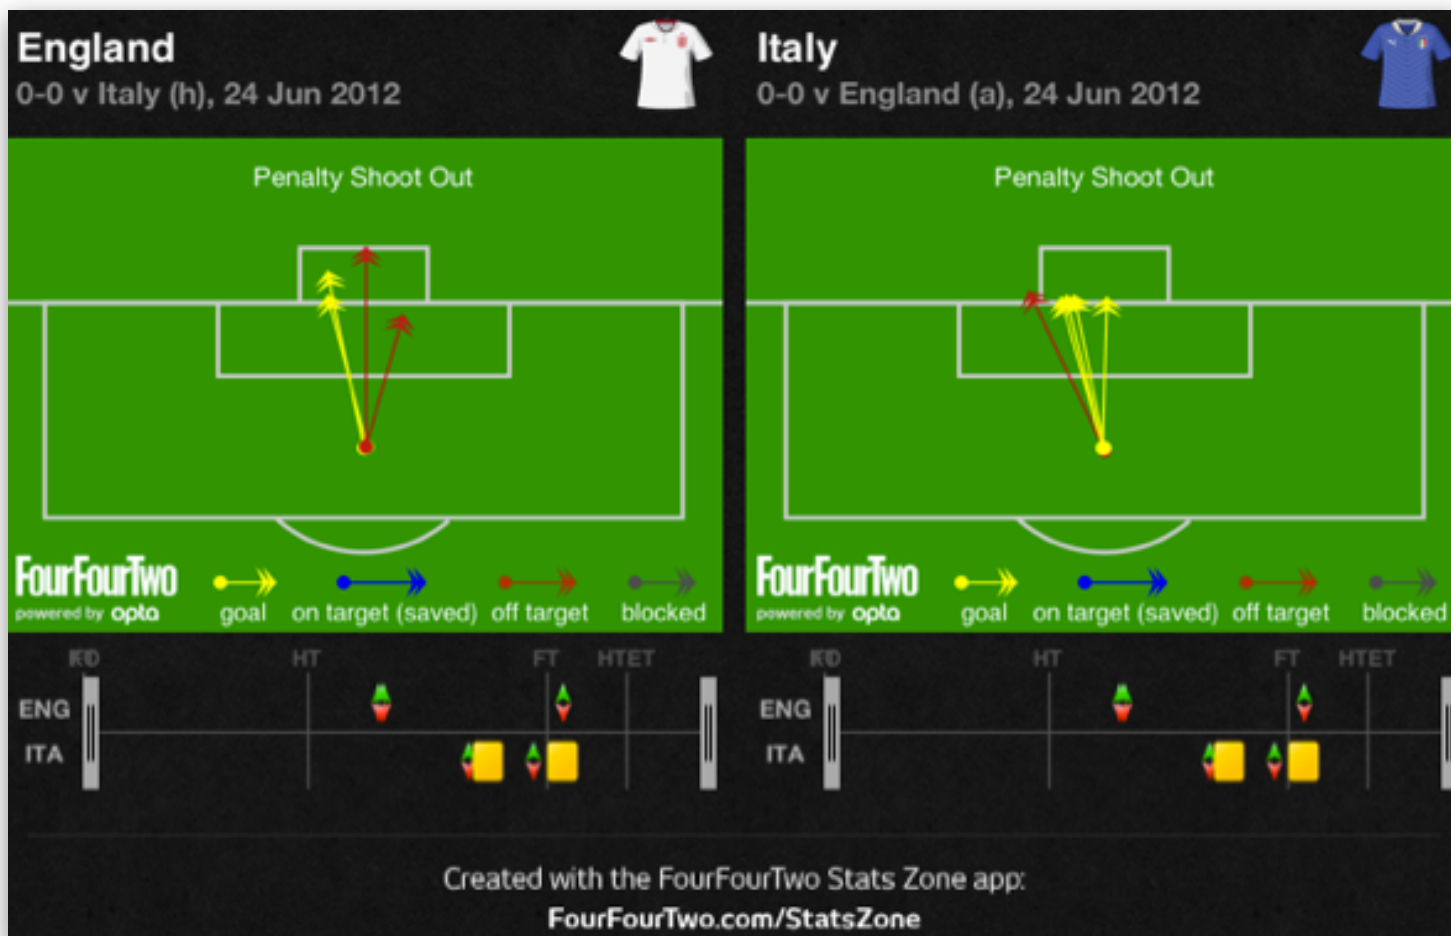 England
0-0 v Italy (h), 24 Jun 2012
Penalty Shoot Out
FourFourTwo
powered by opta
goal
on target (saved)
off target
blocked
HT
FT
HTET
ENG
ITA
Italy
0-0 v England (a), 24 Jun 2012
Penalty Shoot Out
FourFourTwo
powered by opta
goal
on target (saved)
off target
blocked
HT
FT
HTET
ENG
ITA
Created with the FourFourTwo Stats Zone app:
FourFourTwo.com/StatsZone